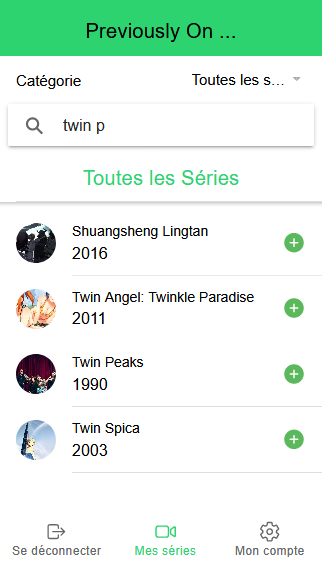 Previously On ...
Catégorie
Toutes les s...
twin p
Toutes les Séries
Shuangsheng Lingtan
2016
Twin Angel: Twinkle Paradise
2011
Twin Peaks
1990
Twin Spica
2003
Se déconnecter
Mes séries
Mon compte